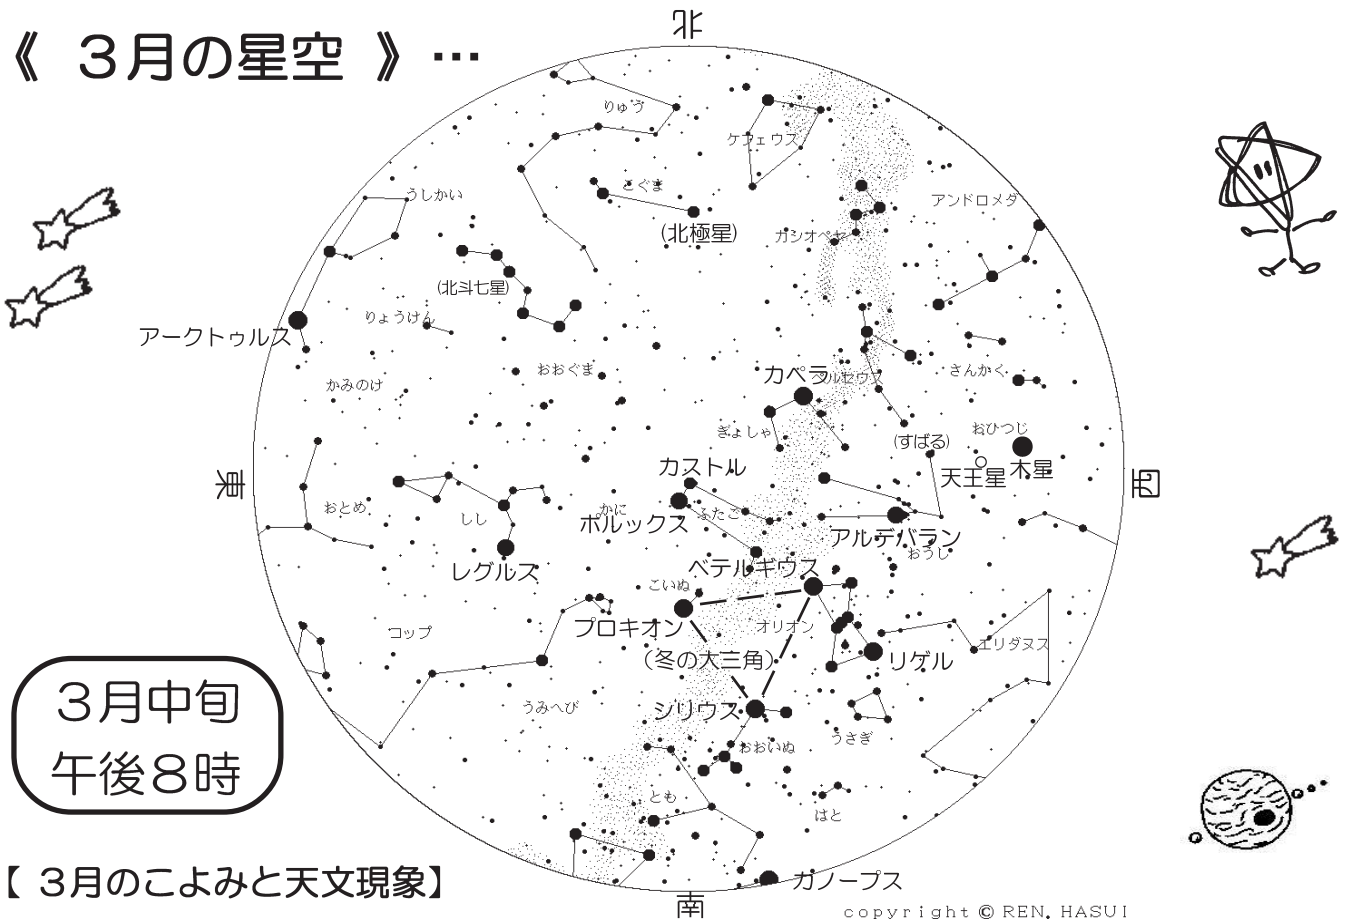 北
《 ３月の星空 》…
りゅう
ケフェウス
こぐま
うしかい
アンドロメダ
(北極星)
カシオペヤ
(北斗七星)
りょうけん
アークトゥルス
おおぐま
さんかく
カペラ
ペルセウス
かみのけ
ぎょしゃ
おひつじ
(すばる)
カストル
木星
天王星
東
西
おとめ
しし
かに
ポルックス
ふたご
アルデバラン
おうし
レグルス
ベテルギウス
こいぬ
プロキオン
オリオン
コップ
エリダヌス
(冬の大三角)
リゲル
３月中旬
午後８時
うみへび
シリウス
うさぎ
おおいぬ
とも
はと
カノープス
【 ３月のこよみと天文現象】
南
copyright © REN. HASUI